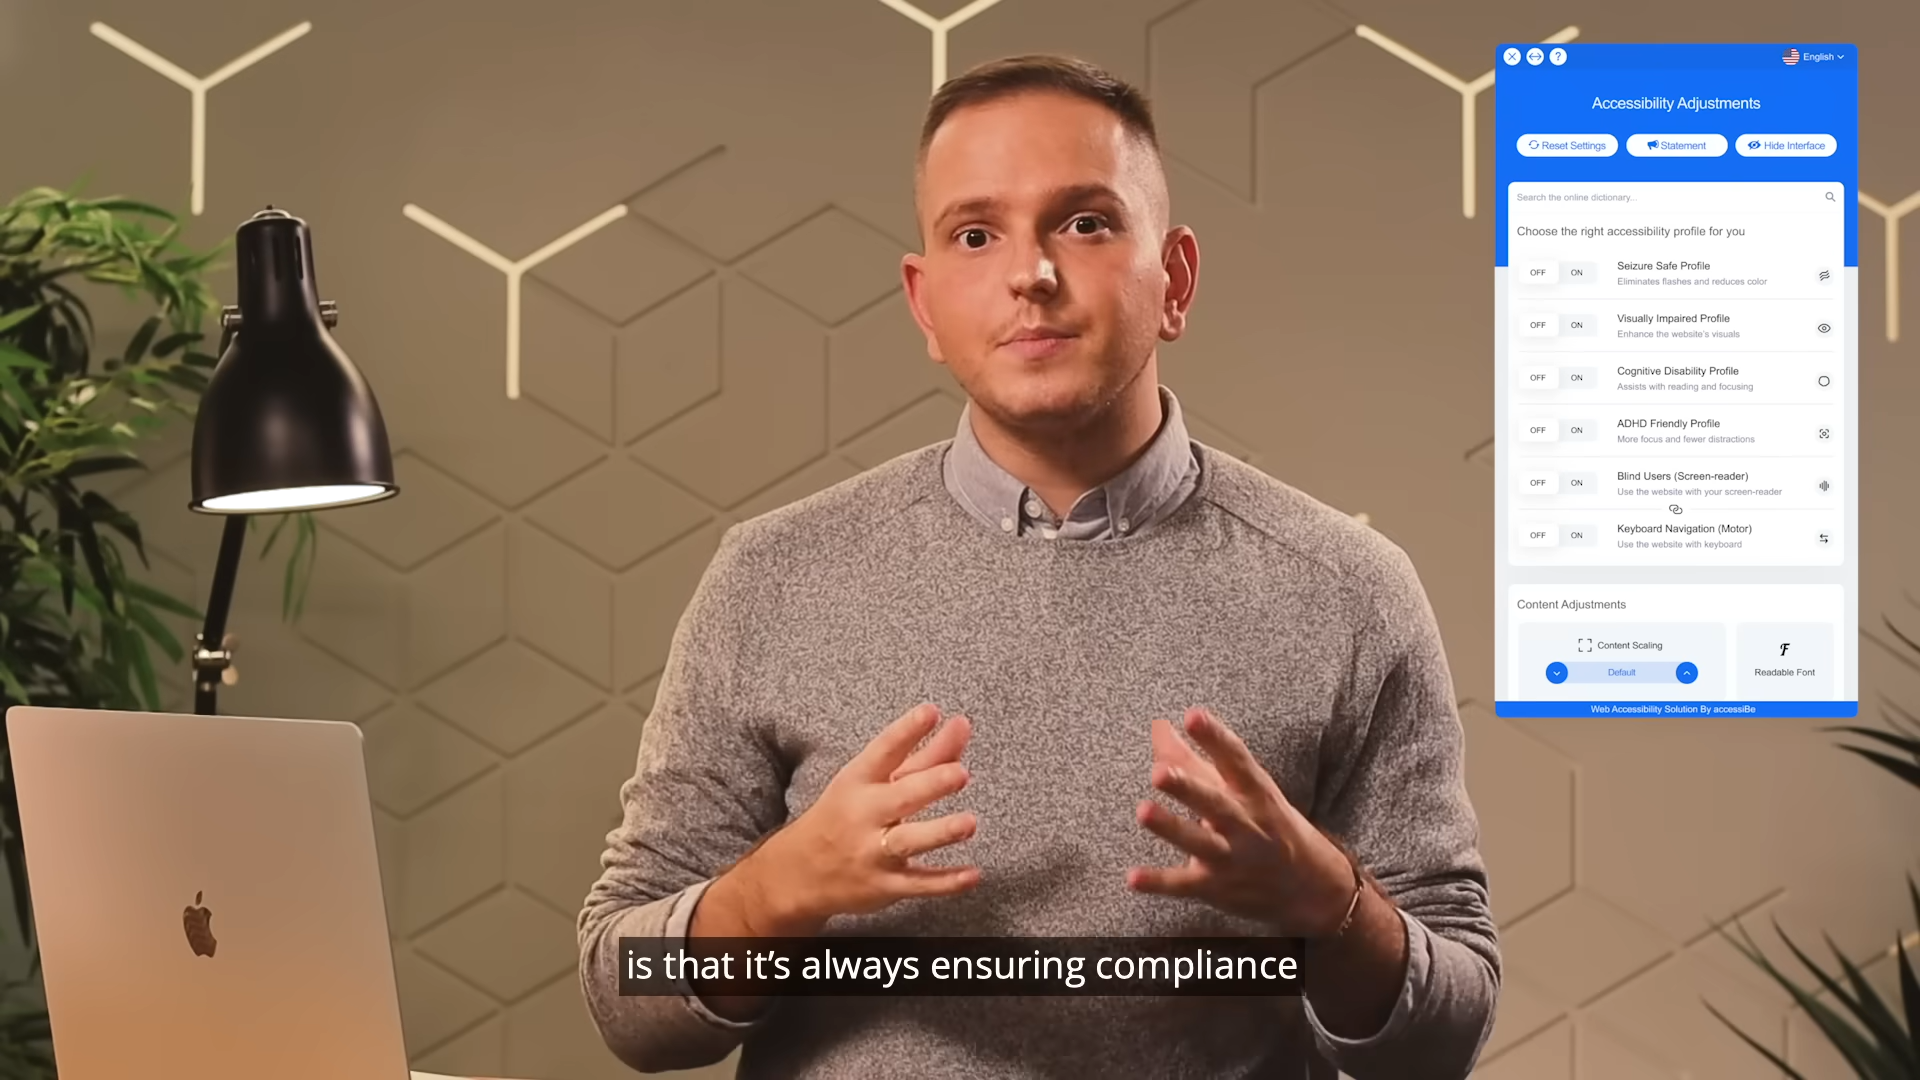 English
Accessibility Adjustments
Reset Settings
Statement
Hide Interface
Search the online dictionary...
Choose the right accessibility profile for you
OFF ON Seizure Safe Profile
Eliminates flashes and reduces color
OFF ON Visually Impaired Profile
Enhance the website's visuals
OFF ON Cognitive Disability Profile
Assists with reading and focusing
OFF ON ADHD Friendly Profile
More focus and fewer distractions
OFF ON Blind Users (Screen-reader)
Use the website with your screen-reader
OFF ON Keyboard Navigation (Motor)
Use the website with keyboard
Content Adjustments
Content Scaling
Default
Readable Font
Web Accessibility Solution By accessiBe
is that it’s always ensuring compliance